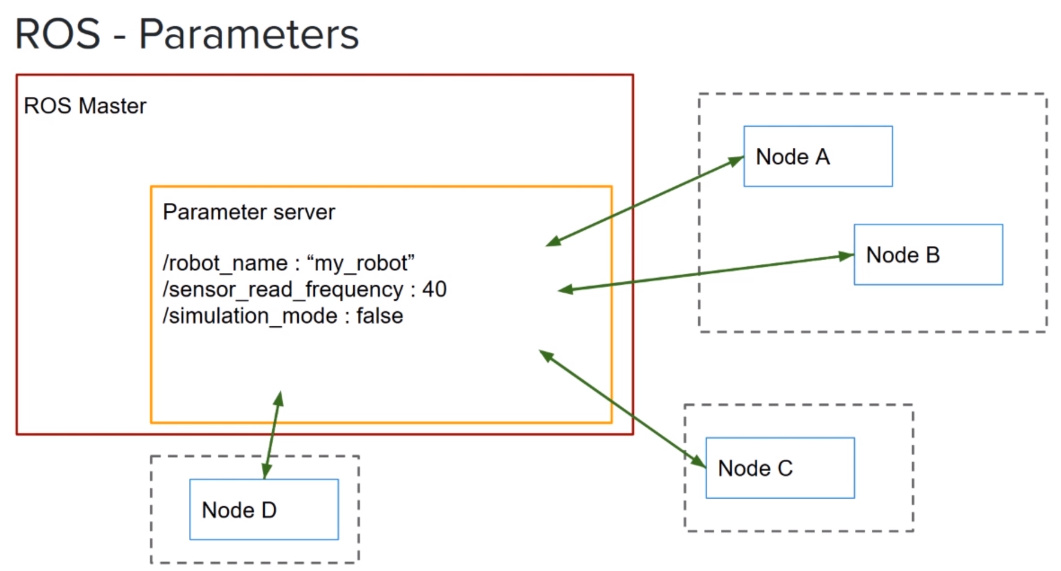 ROS - Parameters
ROS Master
Parameter server
/robot_name : “my_robot”
/sensor_read_frequency : 40
/simulation_mode : false
Node A
Node B
Node C
Node D